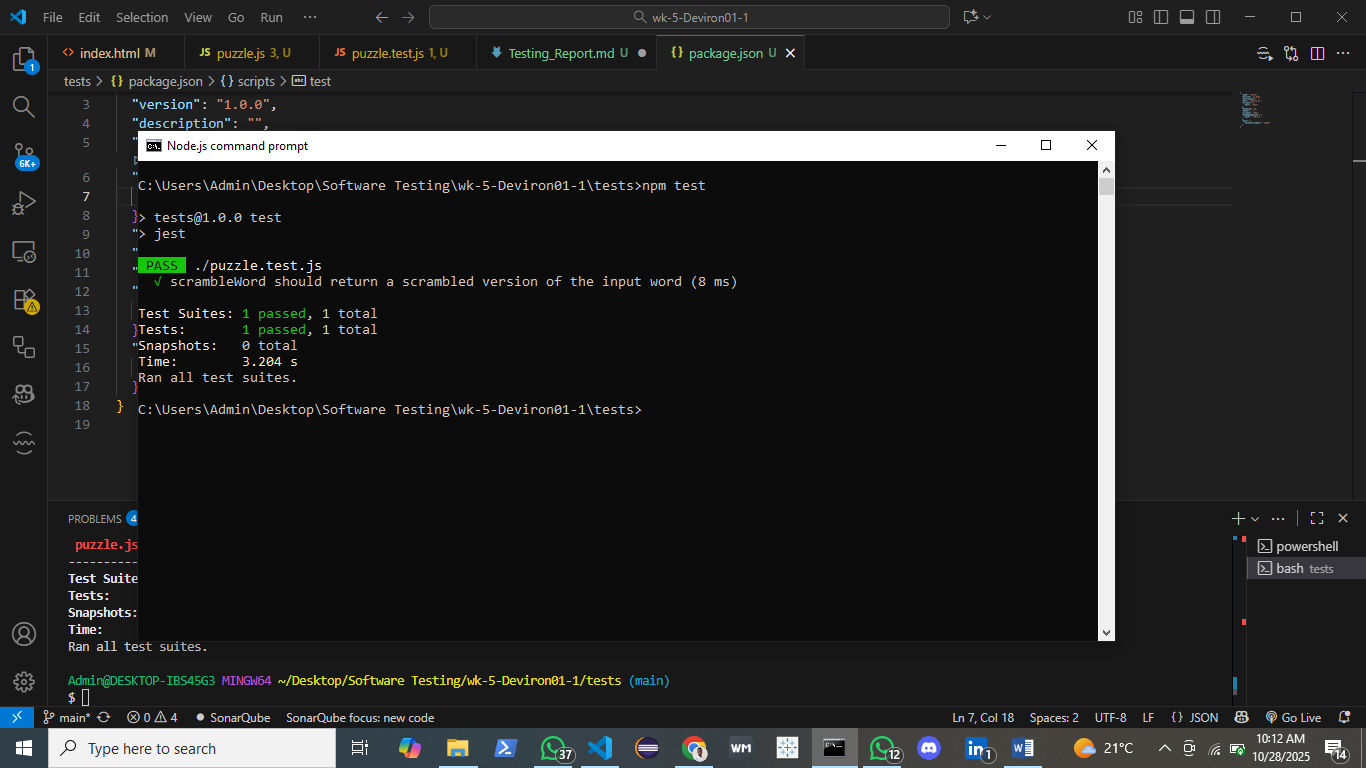 File Edit Selection View Go Run ···
wk-5-Deviron01-1
index.html M
JS puzzle.js 3, U
JS puzzle.test.js 1, U
Testing_Report.md U
{} package.json U
tests > {} package.json > {} scripts > abc test
1
6K+
3 "version": "1.0.0",
4 "description": "",
5 "
6 "
7
8 }
9 "
10 "
11 "
12 "
13
14 }
15 "
16
17 }
18 }
19
Node.js command prompt
C:\Users\Admin\Desktop\Software Testing\wk-5-Deviron01-1\tests>npm test
> tests@1.0.0 test
> jest
PASS ./puzzle.test.js
√ scrambleWord should return a scrambled version of the input word (8 ms)
Test Suites: 1 passed, 1 total
Tests: 1 passed, 1 total
Snapshots: 0 total
Time: 3.204 s
Ran all test suites.
C:\Users\Admin\Desktop\Software Testing\wk-5-Deviron01-1\tests>
PROBLEMS 4
puzzle.js
----------
Test Suite
Tests:
Snapshots:
Time:
Ran all test suites.
Admin@DESKTOP-IBS45G3 MINGW64 ~/Desktop/Software Testing/wk-5-Deviron01-1/tests (main)
$
powershell
bash tests
main* 0 4 SonarQube SonarQube focus: new code
Ln 7, Col 18 Spaces: 2 UTF-8 LF {} JSON Go Live
Type here to search
37
WM
12
1
21°C
10:12 AM
10/28/2025
14